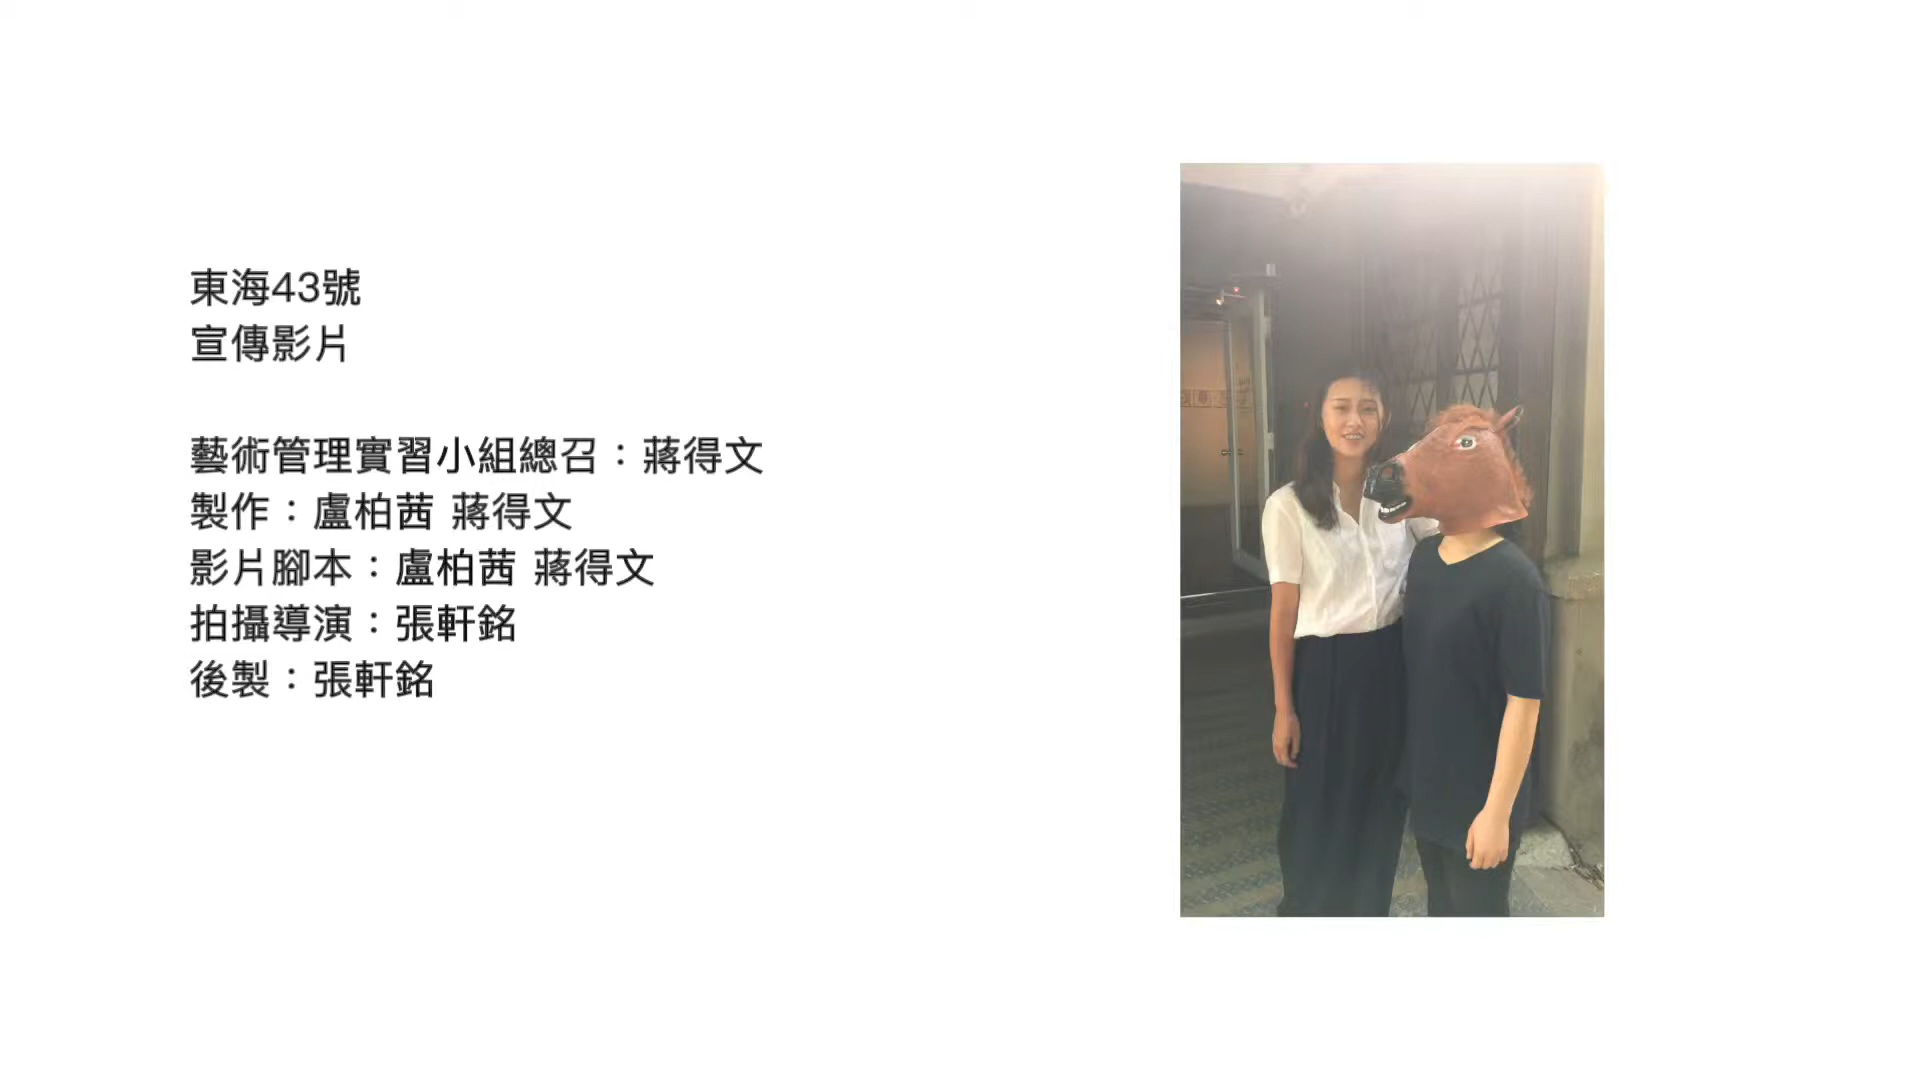 東海43號
宣傳影片
藝術管理實習小組總召：蔣得文
製作：盧柏茜 蔣得文
影片腳本：盧柏茜 蔣得文
拍攝導演：張軒銘
後製：張軒銘